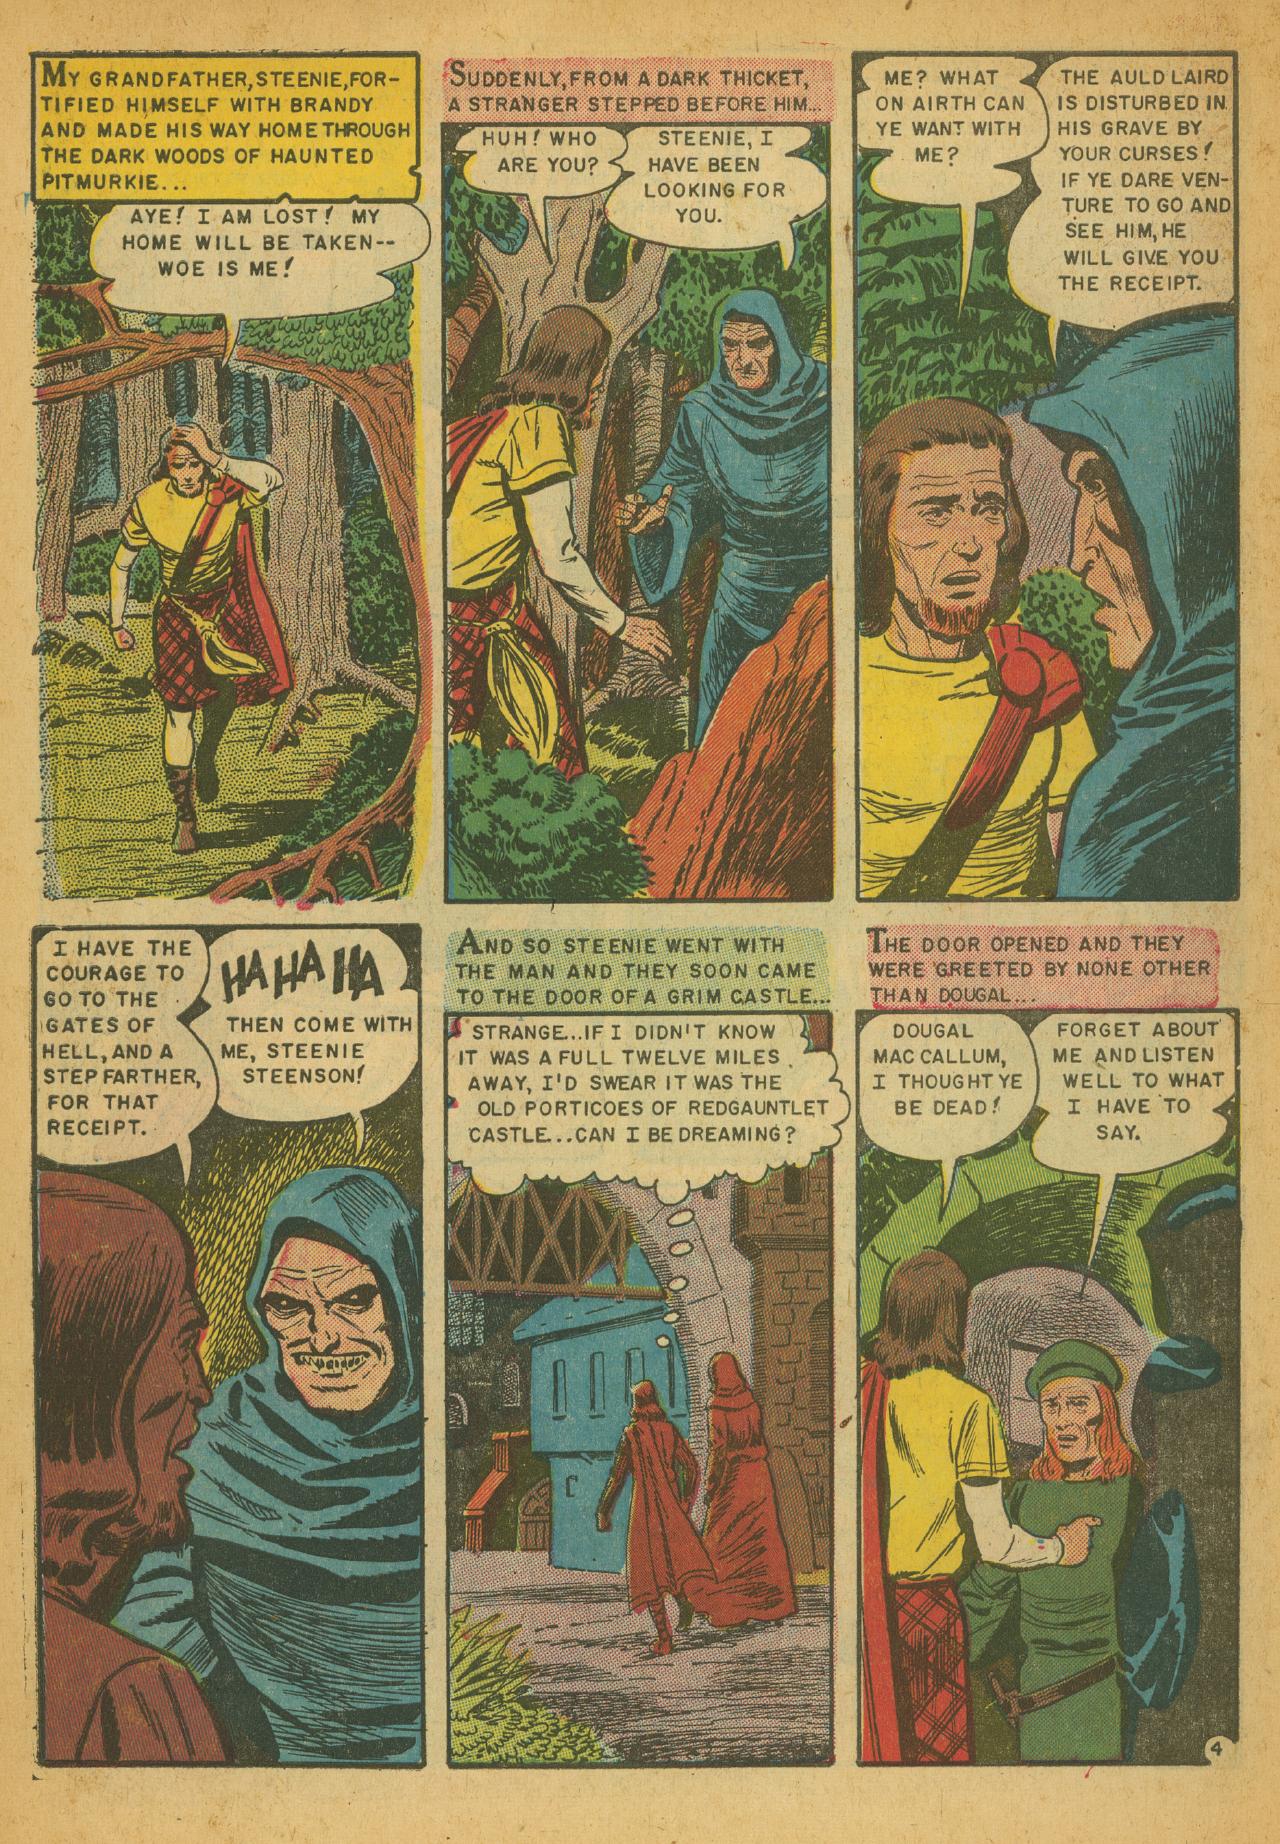 MY GRANDFATHER, STEENIE, FOR-
TIFIED HIMSELF WITH BRANDY
AND MADE HIS WAY HOME THROUGH
THE DARK WOODS OF HAUNTED
PITMURKIE...
AYE! I AM LOST! MY
HOME WILL BE TAKEN--
WOE IS ME!
SUDDENLY, FROM A DARK THICKET,
A STRANGER STEPPED BEFORE HIM...
HUH! WHO
ARE YOU?
STEENIE, I
HAVE BEEN
LOOKING FOR
YOU.
ME? WHAT
ON AIRTH CAN
YE WANT WITH
ME?
THE AULD LAIRD
IS DISTURBED IN
HIS GRAVE BY
YOUR CURSES!
IF YE DARE VEN-
TURE TO GO AND
SEE HIM, HE
WILL GIVE YOU
THE RECEIPT.
I HAVE THE
COURAGE TO
GO TO THE
GATES OF
HELL, AND A
STEP FARTHER,
FOR THAT
RECEIPT.
HA HA HA
THEN COME WITH
ME, STEENIE
STEENSON!
AND SO STEENIE WENT WITH
THE MAN AND THEY SOON CAME
TO THE DOOR OF A GRIM CASTLE...
STRANGE...IF I DIDN'T KNOW
IT WAS A FULL TWELVE MILES
AWAY, I'D SWEAR IT WAS THE
OLD PORTICOES OF REDGAUNTLET
CASTLE...CAN I BE DREAMING?
THE DOOR OPENED AND THEY
WERE GREETED BY NONE OTHER
THAN DOUGAL...
DOUGAL
MAC CALLUM,
I THOUGHT YE
BE DEAD!
FORGET ABOUT
ME AND LISTEN
WELL TO WHAT
I HAVE TO
SAY.
4